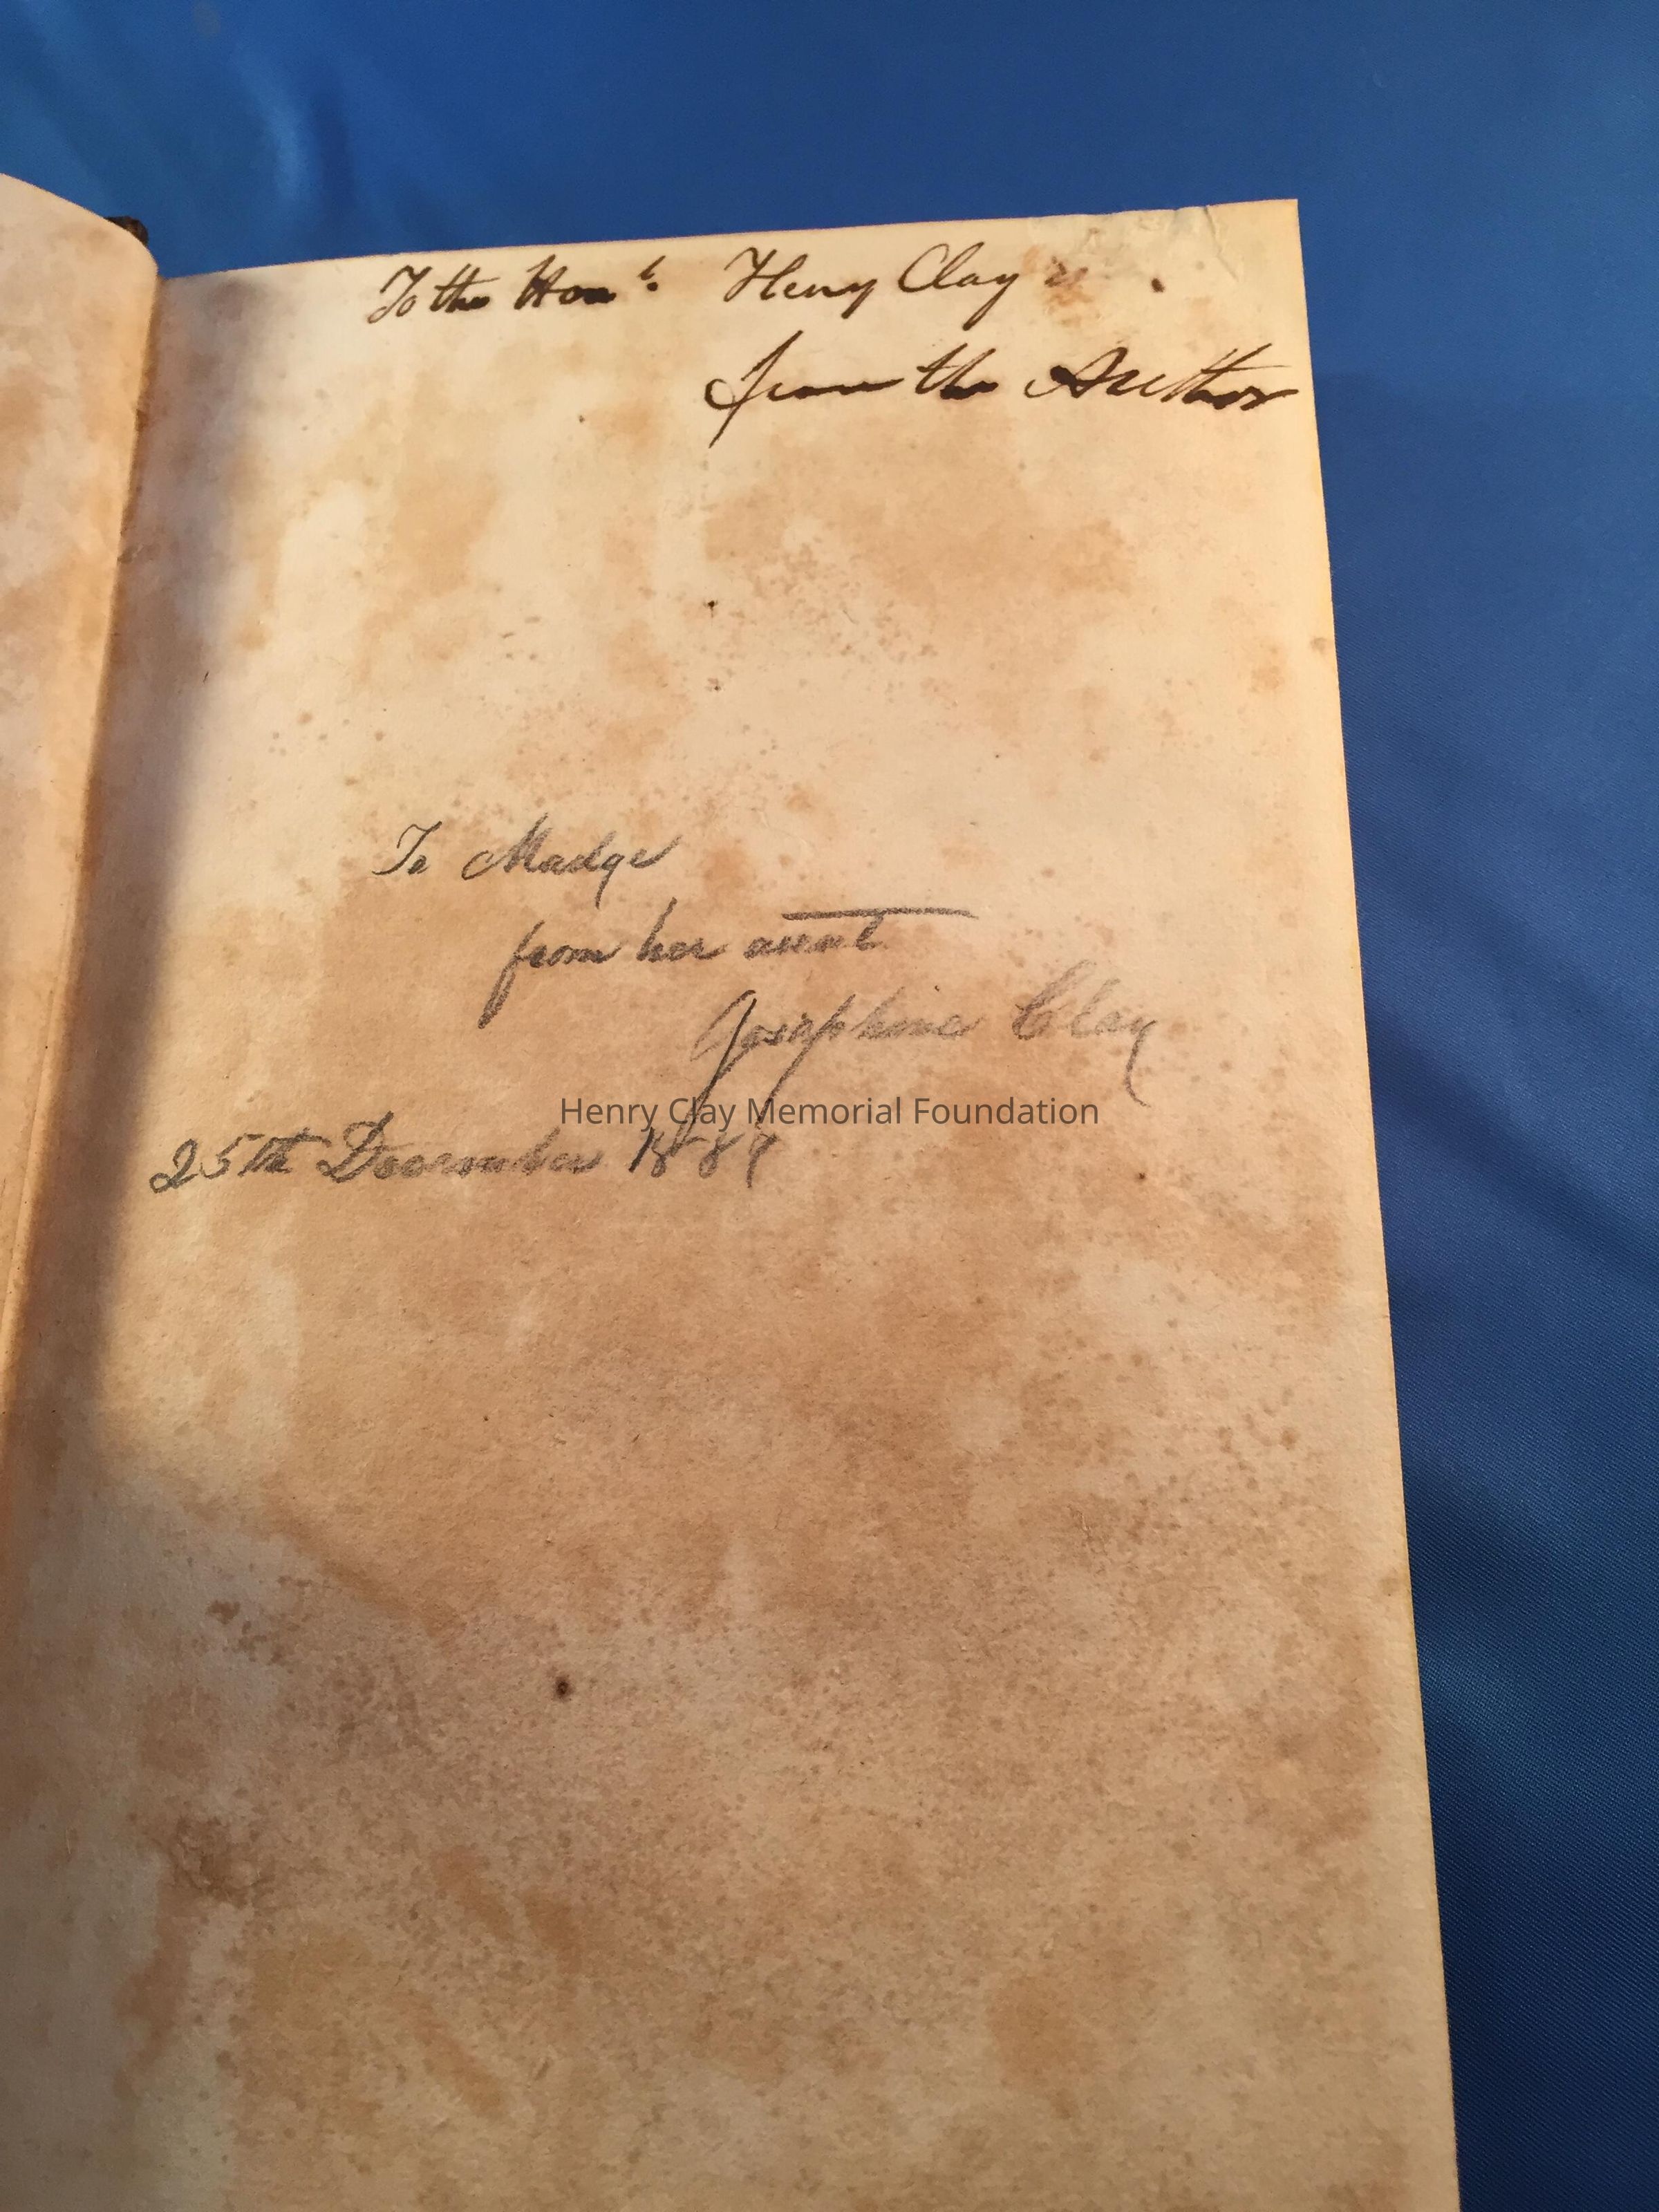 To the Hon.ᵇ Henry Clay
from the Author
To Madge
from her aunt
Josephine Clay
Henry Clay Memorial Foundation
25th December 1889